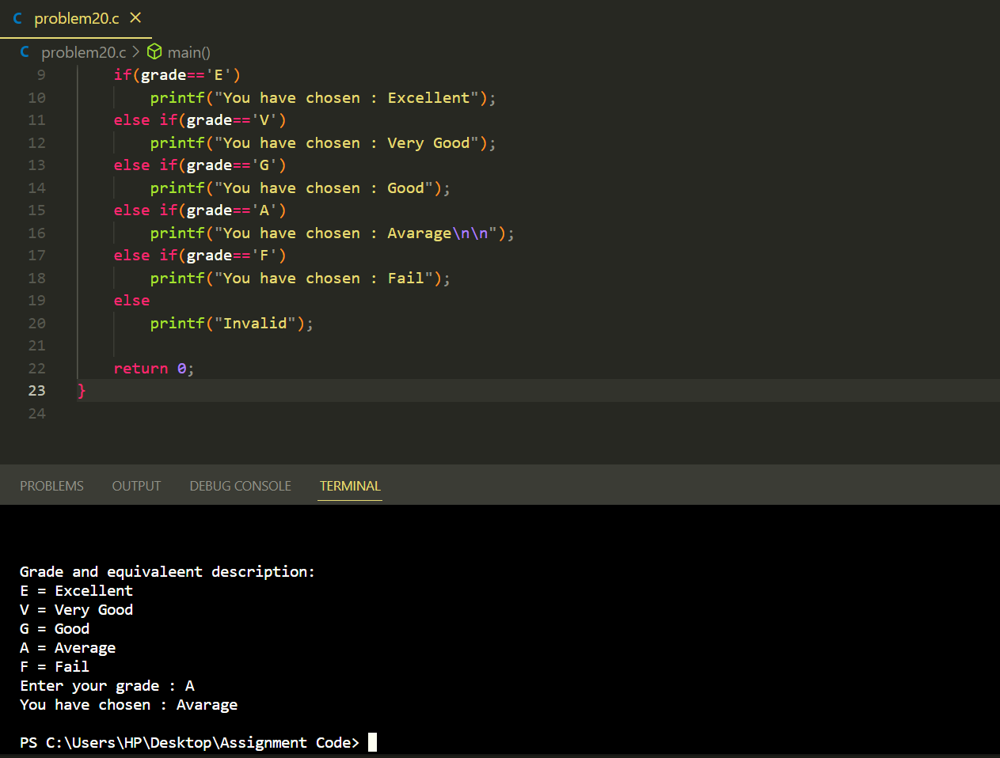 C problem20.c ×
C problem20.c > main()
9 if(grade=='E')
10 printf("You have chosen : Excellent");
11 else if(grade=='V')
12 printf("You have chosen : Very Good");
13 else if(grade=='G')
14 printf("You have chosen : Good");
15 else if(grade=='A')
16 printf("You have chosen : Avarage\n\n");
17 else if(grade=='F')
18 printf("You have chosen : Fail");
19 else
20 printf("Invalid");
21
22 return 0;
23 }
24
PROBLEMS OUTPUT DEBUG CONSOLE TERMINAL
Grade and equivaleent description:
E = Excellent
V = Very Good
G = Good
A = Average
F = Fail
Enter your grade : A
You have chosen : Avarage
PS C:\Users\HP\Desktop\Assignment Code>